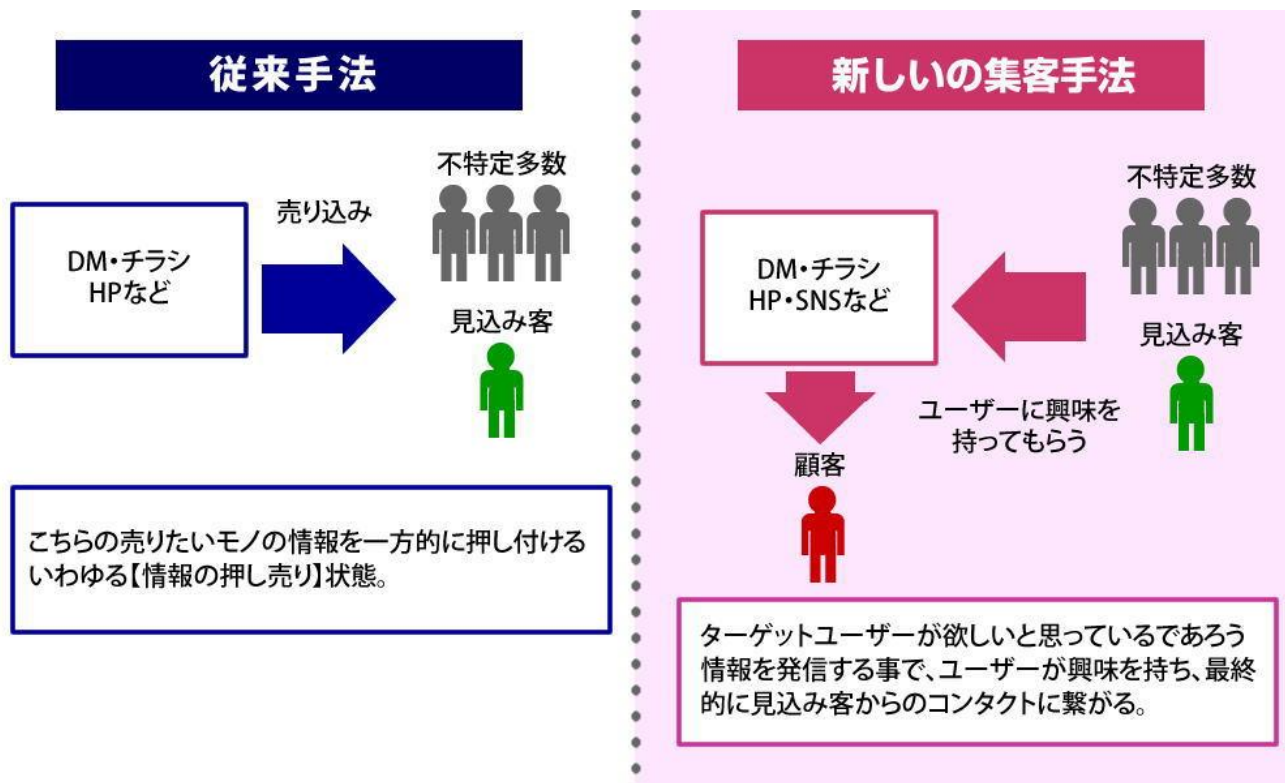 従来手法
不特定多数
売り込み
DM・チラシ
HPなど
見込み客
こちらの売りたいモノの情報を一方的に押し付ける
いわゆる【情報の押し売り】状態。
新しいの集客手法
不特定多数
DM・チラシ
HP・SNSなど
見込み客
ユーザーに興味を
持ってもらう
顧客
ターゲットユーザーが欲しいと思っているであろう
情報を発信する事で、ユーザーが興味を持ち、最終
的に見込み客からのコンタクトに繋がる。